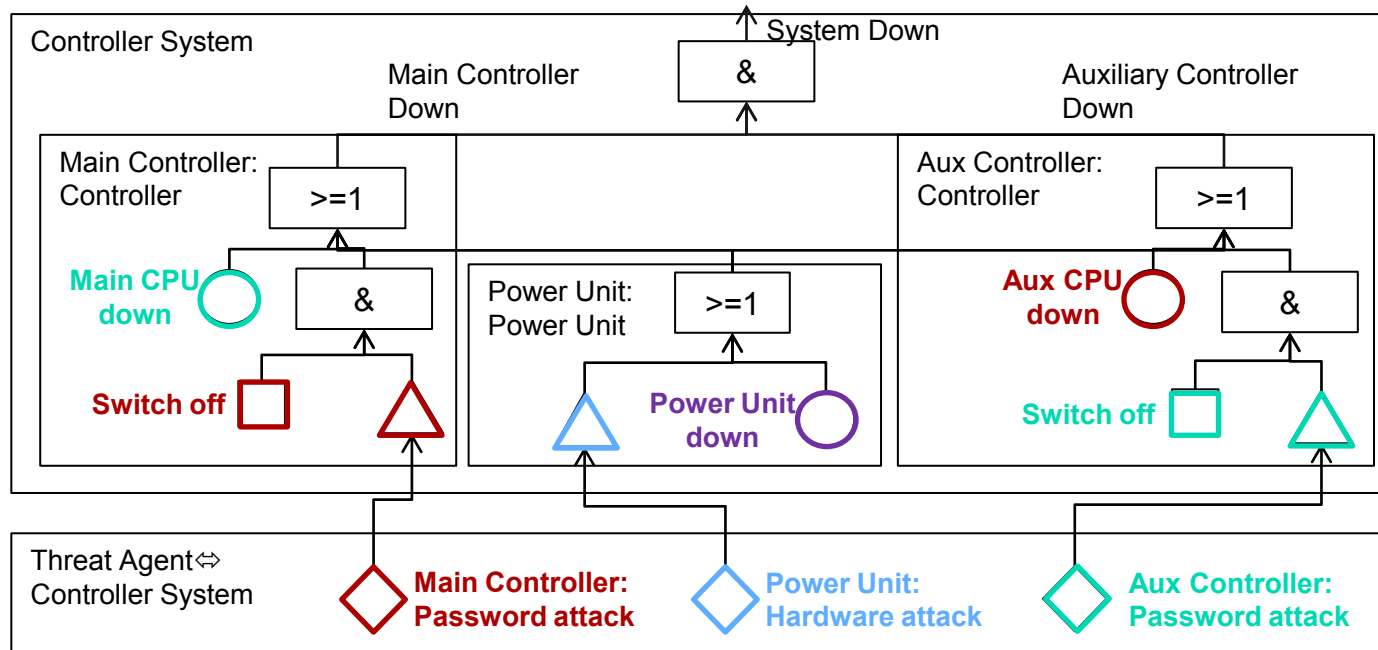 System Down
Controller System
&
Main Controller
Down
Auxiliary Controller
Down
Main Controller:
Controller
>=1
Aux Controller:
Controller
>=1
Main CPU
down
&
Power Unit:
Power Unit
>=1
Aux CPU
down
&
Switch off
Power Unit
down
Switch off
Threat Agent⇔
Controller System
Main Controller:
Password attack
Power Unit:
Hardware attack
Aux Controller:
Password attack